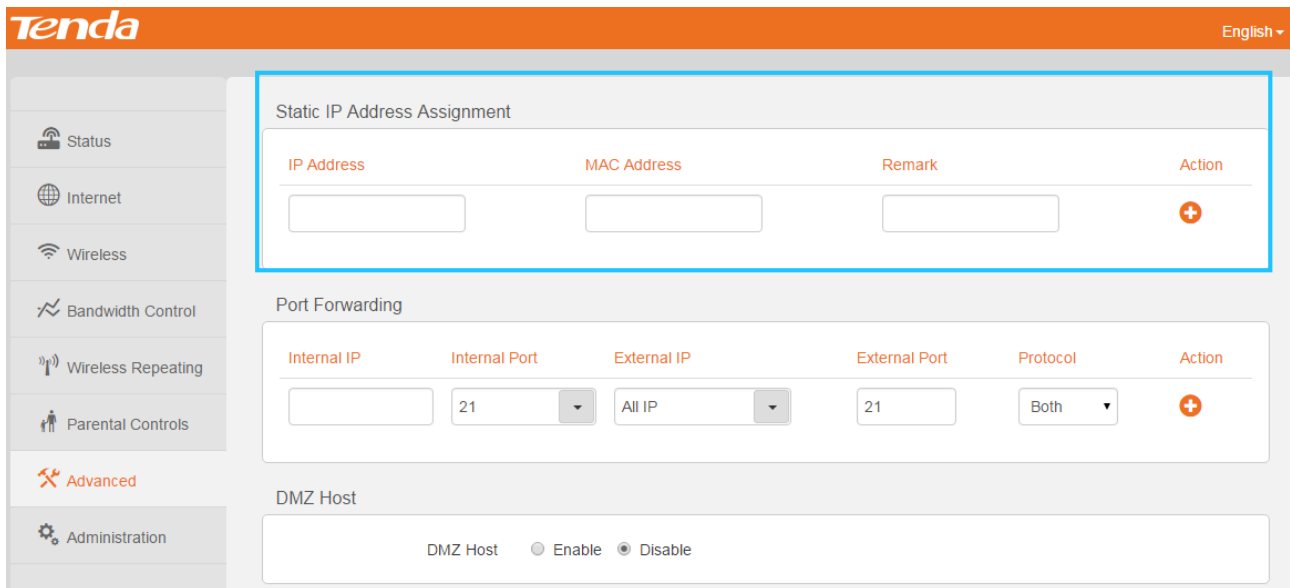 Tenda
English
Status
Internet
Wireless
Bandwidth Control
Wireless Repeating
Parental Controls
Advanced
Administration
Static IP Address Assignment
IP Address MAC Address Remark Action
Port Forwarding
Internal IP Internal Port External IP External Port Protocol Action
21 All IP 21 Both
DMZ Host
DMZ Host Enable Disable